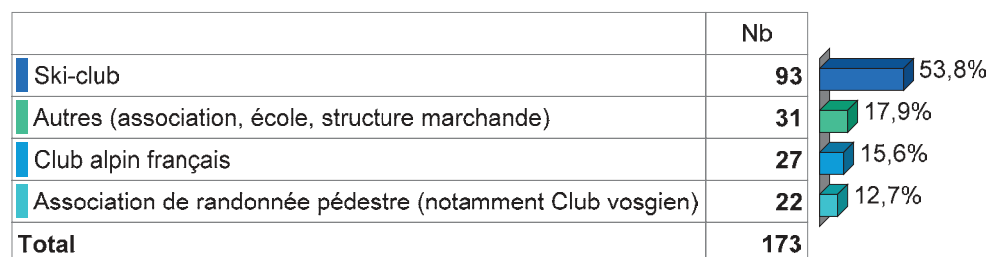 Nb
Ski-club 93 53,8%
Autres (association, école, structure marchande) 31 17,9%
Club alpin français 27 15,6%
Association de randonnée pédestre (notamment Club vosgien) 22 12,7%
Total 173